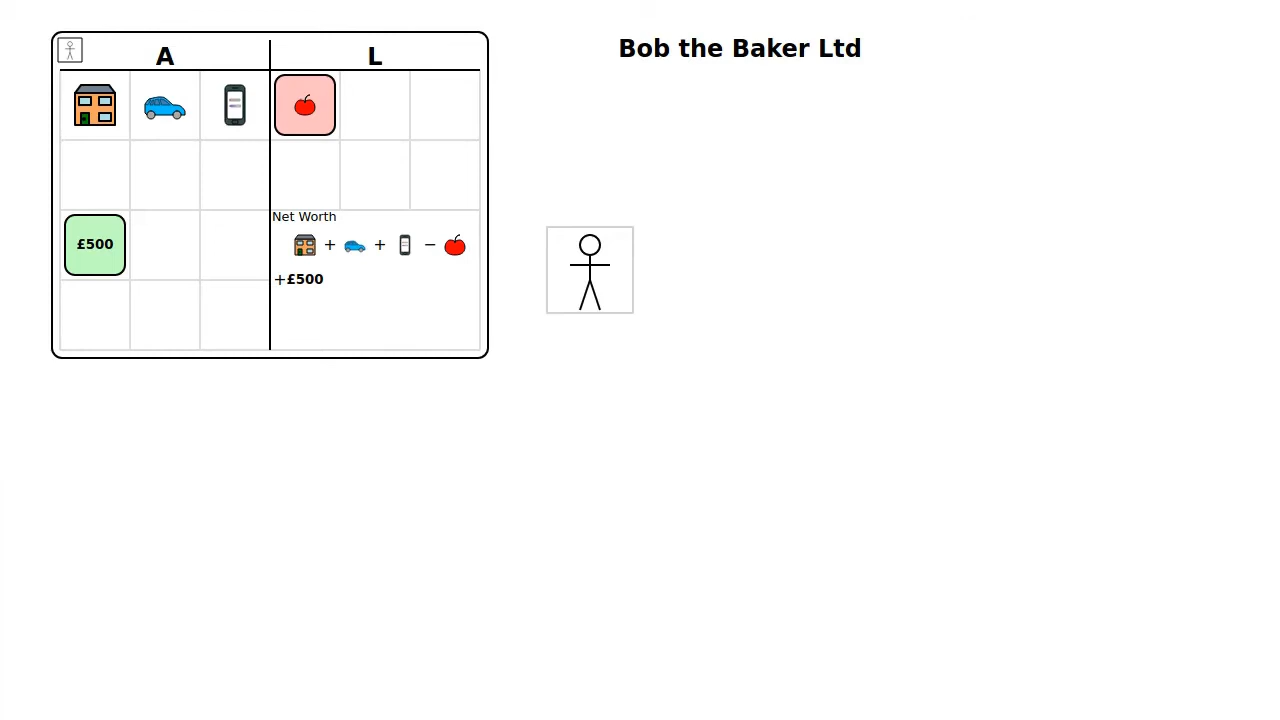 A
L
Bob the Baker Ltd
£500
Net Worth
+ + −
+£500